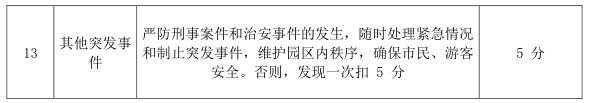 13
其他突发事
件
严防刑事案件和治安事件的发生，随时处理紧急情况
和制止突发事件，维护园区内秩序，确保市民、游客
安全。否则，发现一次扣 5 分
5 分